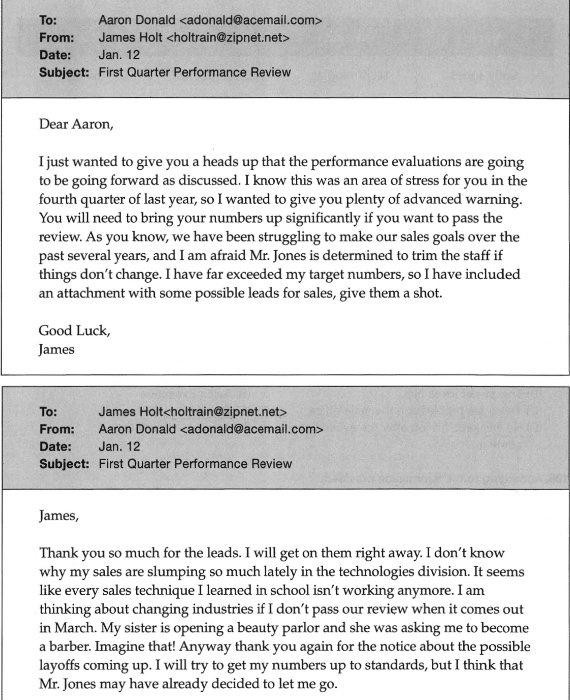 To: Aaron Donald <adonald@acemail.com>
From: James Holt <holtrain@zipnet.net>
Date: Jan. 12
Subject: First Quarter Performance Review
Dear Aaron,
I just wanted to give you a heads up that the performance evaluations are going
to be going forward as discussed. I know this was an area of stress for you in the
fourth quarter of last year, so I wanted to give you plenty of advanced warning.
You will need to bring your numbers up significantly if you want to pass the
review. As you know, we have been struggling to make our sales goals over the
past several years, and I am afraid Mr. Jones is determined to trim the staff if
things don't change. I have far exceeded my target numbers, so I have included
an attachment with some possible leads for sales, give them a shot.
Good Luck,
James
To: James Holt<holtrain@zipnet.net>
From: Aaron Donald <adonald@acemail.com>
Date: Jan. 12
Subject: First Quarter Performance Review
James,
Thank you so much for the leads. I will get on them right away. I don't know
why my sales are slumping so much lately in the technologies division. It seems
like every sales technique I learned in school isn't working anymore. I am
thinking about changing industries if I don't pass our review when it comes out
in March. My sister is opening a beauty parlor and she was asking me to become
a barber. Imagine that! Anyway thank you again for the notice about the possible
layoffs coming up. I will try to get my numbers up to standards, but I think that
Mr. Jones may have already decided to let me go.